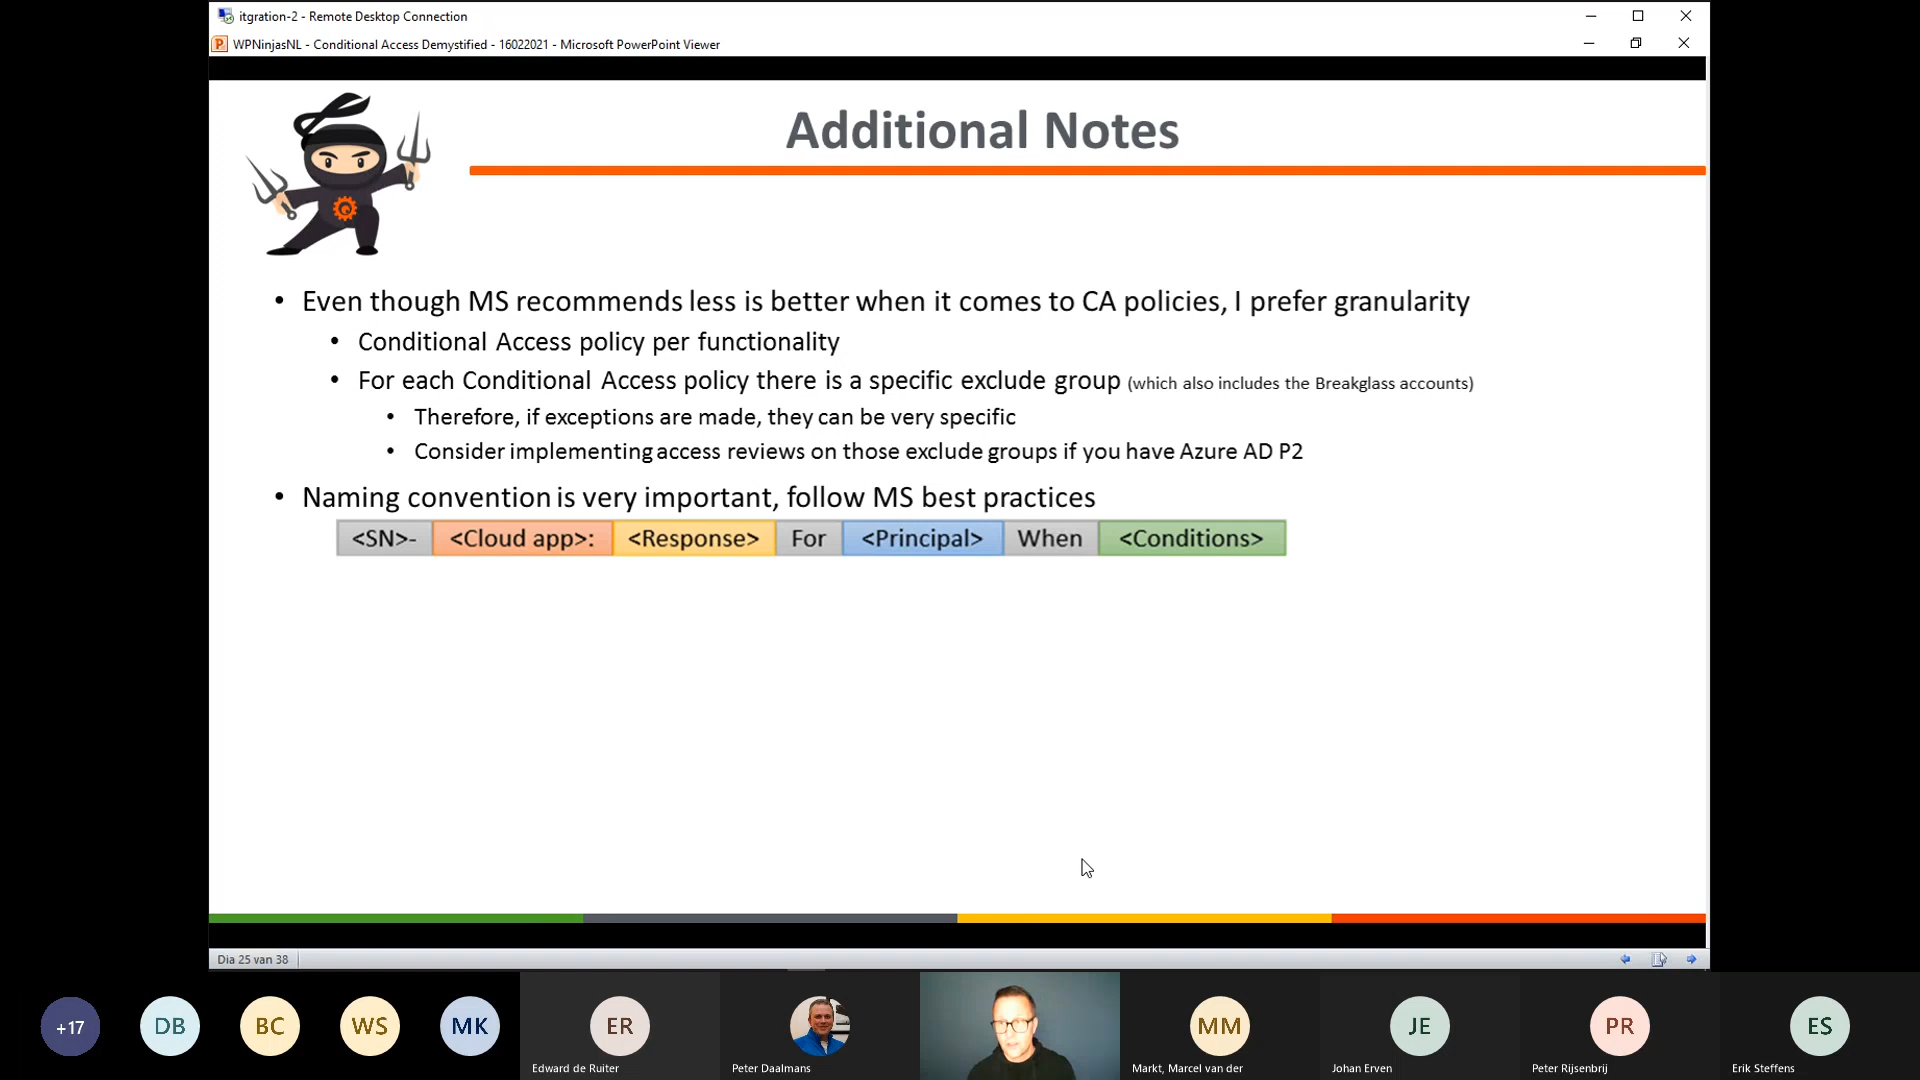 itgration-2 - Remote Desktop Connection
WPNinjasNL - Conditional Access Demystified - 16022021 - Microsoft PowerPoint Viewer
Additional Notes
• Even though MS recommends less is better when it comes to CA policies, I prefer granularity
• Conditional Access policy per functionality
• For each Conditional Access policy there is a specific exclude group (which also includes the Breakglass accounts)
• Therefore, if exceptions are made, they can be very specific
• Consider implementing access reviews on those exclude groups if you have Azure AD P2
• Naming convention is very important, follow MS best practices
<SN>- <Cloud app>: <Response> For <Principal> When <Conditions>
Dia 25 van 38
+17 DB BC WS MK ER MM JE PR ES
Edward de Ruiter Peter Daalmans Markt, Marcel van der Johan Erven Peter Rijsenbrij Erik Steffens